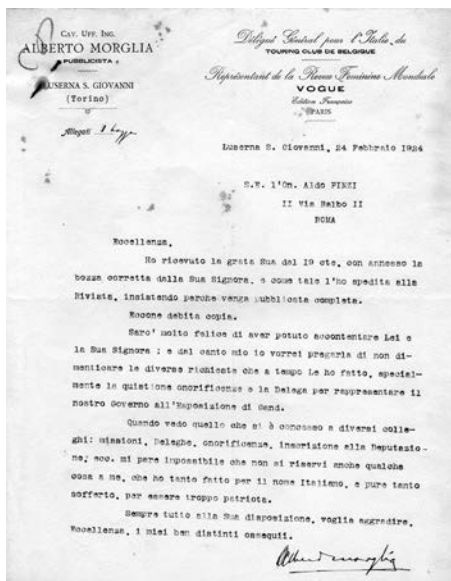 CAV. UFF. ING.
ALBERTO MORGLIA
PUBBLICISTA
LUSERNA S. GIOVANNI
(Torino)
Allegati 1
Délégué Général pour l'Italie du
TOURING CLUB DE BELGIQUE
Représentant de la Revue Féminine Mondiale
VOGUE
Edition Française
PARIS
Luserna S. Giovanni, 24 Febbraio 1924
S.E. l'On. Aldo FINZI
II Via Balbo II
ROMA
Eccellenza,
Ho ricevuto la grata Sua del 19 cte, con annesso la
bozza corretta dalla Sua Signora, e come tale l'ho spedita alla
Rivista, insistendo perche venga pubblicata completa.
Eccone debita copia.
Saro' molto felice di aver potuto accontentare Lei e
la Sua Signora ; e dal canto mio io vorrei pregarla di non di-
menticare le diverse richieste che a tempo Le ho fatto, special-
mente la quistione onorificenze e la Delega per rappresentare il
nostro Governo all'Esposizione di Gand.
Quando vedo quello che si è concesso a diversi colle-
ghi: missioni, Deleghe, onorificenze, inscrizione alla Deputazio-
ne, ecc. mi pare impossibile che non si riservi anche qualche
cosa a me, che ho tanto fatto per il nome Italiano, e pure tanto
sofferto, per essere troppo patriota.
Sempre tutto alla Sua disposizione, voglia aggradire,
Eccellenza, i miei ben distinti ossequii.